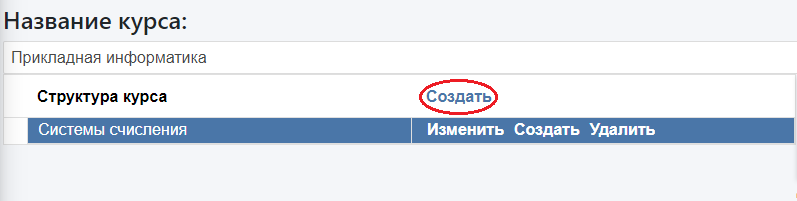 Название курса:
Прикладная информатика
Структура курса Создать
Системы счисления Изменить Создать Удалить